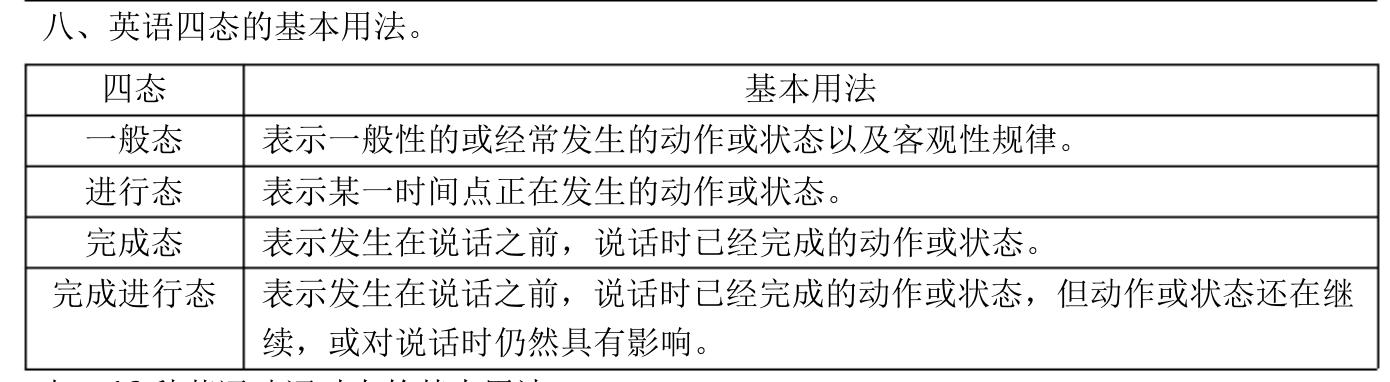 八、英语四态的基本用法。
四态 基本用法
一般态 表示一般性的或经常发生的动作或状态以及客观性规律。
进行态 表示某一时间点正在发生的动作或状态。
完成态 表示发生在说话之前，说话时已经完成的动作或状态。
完成进行态 表示发生在说话之前，说话时已经完成的动作或状态，但动作或状态还在继
续，或对说话时仍然具有影响。